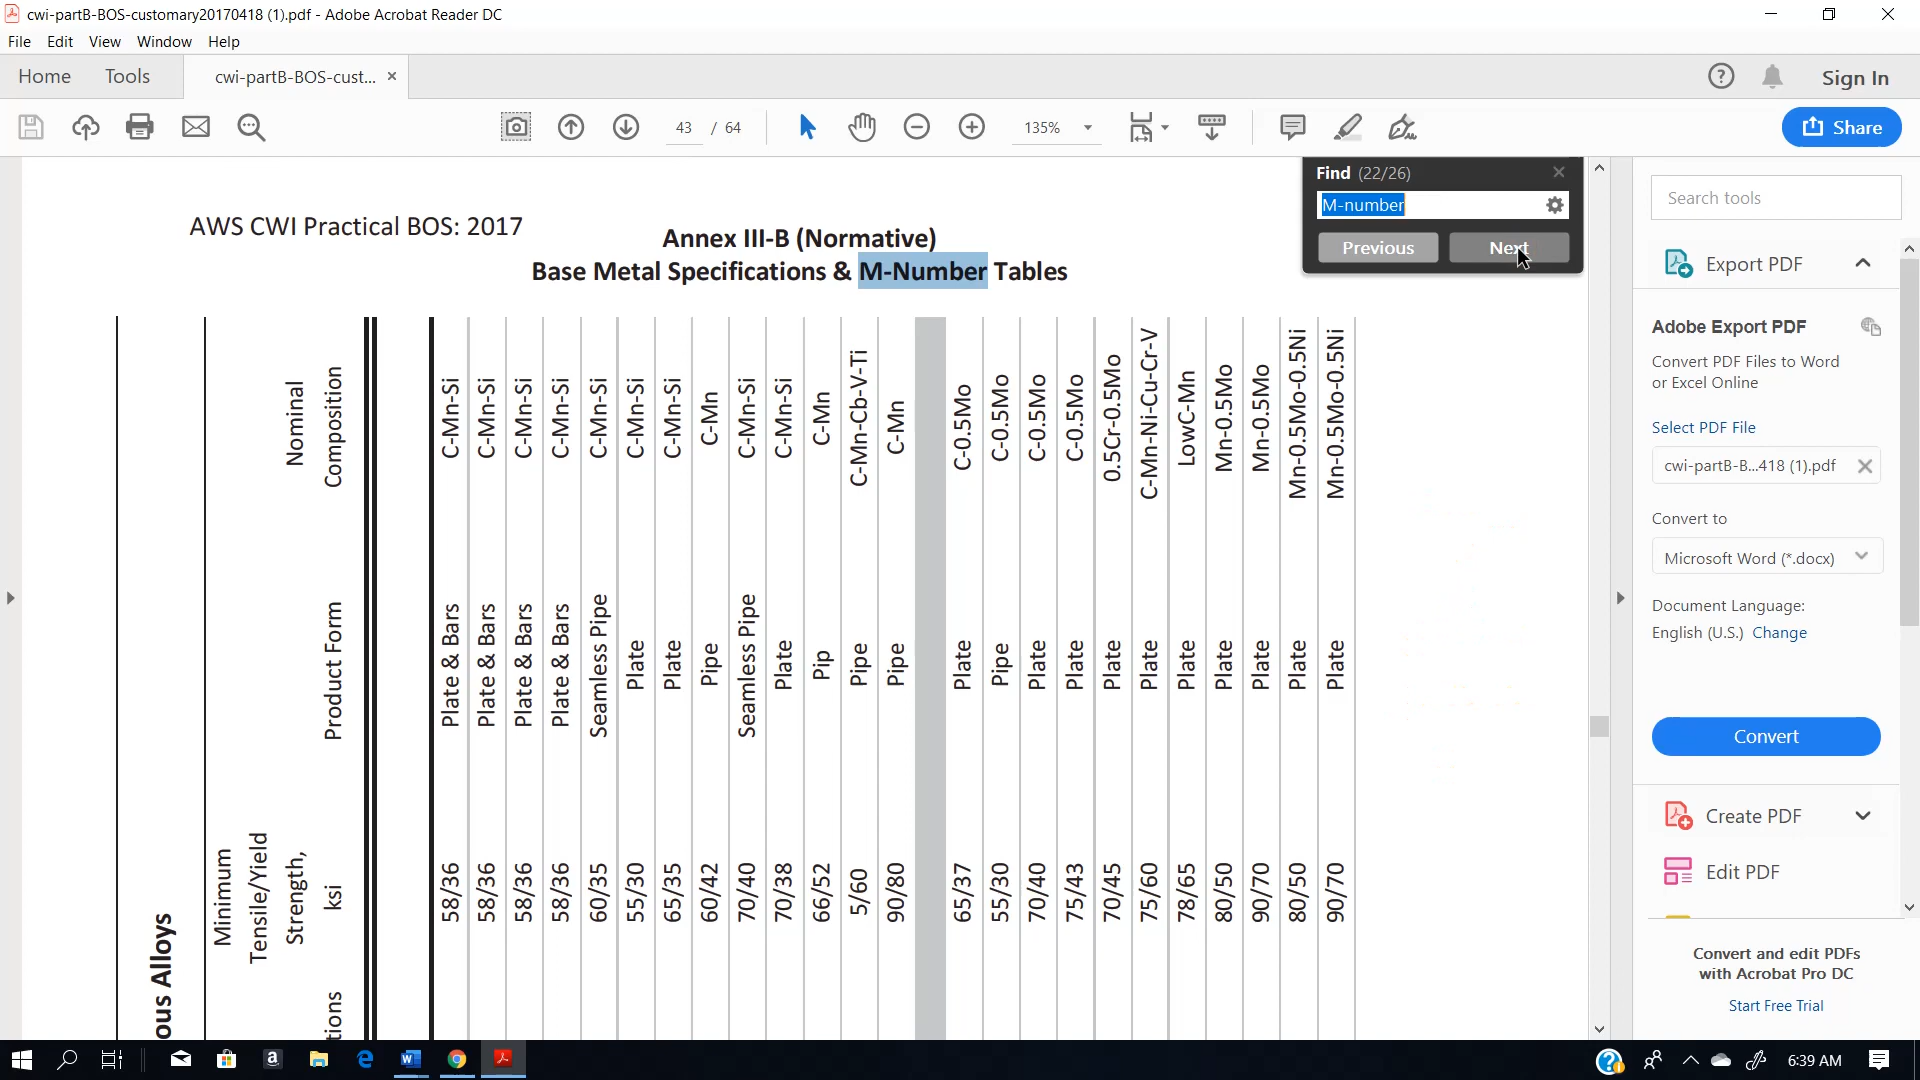 cwi-partB-BOS-customary20170418 (1).pdf - Adobe Acrobat Reader DC
File Edit View Window Help
Home Tools cwi-partB-BOS-cust... × Sign In
43 / 64 135% Share
Find (22/26)
M-number
Previous Next
AWS CWI Practical BOS: 2017
Annex III-B (Normative)
Base Metal Specifications & M-Number Tables
Nominal
Composition
C-Mn-Si
C-Mn-Si
C-Mn-Si
C-Mn-Si
C-Mn-Si
C-Mn-Si
C-Mn-Si
C-Mn
C-Mn-Si
C-Mn-Si
C-Mn
C-Mn-Cb-V-Ti
C-Mn
C-0.5Mo
C-0.5Mo
C-0.5Mo
C-0.5Mo
0.5Cr-0.5Mo
C-Mn-Ni-Cu-Cr-V
LowC-Mn
Mn-0.5Mo
Mn-0.5Mo
Mn-0.5Mo-0.5Ni
Mn-0.5Mo-0.5Ni
Product Form
Plate & Bars
Plate & Bars
Plate & Bars
Plate & Bars
Seamless Pipe
Plate
Plate
Pipe
Seamless Pipe
Plate
Pip
Pipe
Pipe
Plate
Pipe
Plate
Plate
Plate
Plate
Plate
Plate
Plate
Plate
Plate
Minimum
Tensile/Yield
Strength,
ksi
58/36
58/36
58/36
58/36
60/35
55/30
65/35
60/42
70/40
70/38
66/52
5/60
90/80
65/37
55/30
70/40
75/43
70/45
75/60
78/65
80/50
90/70
80/50
90/70
ous Alloys
tions
Search tools
Export PDF
Adobe Export PDF
Convert PDF Files to Word
or Excel Online
Select PDF File
cwi-partB-B...418 (1).pdf
Convert to
Microsoft Word (*.docx)
Document Language:
English (U.S.) Change
Convert
Create PDF
Edit PDF
Convert and edit PDFs
with Acrobat Pro DC
Start Free Trial
6:39 AM